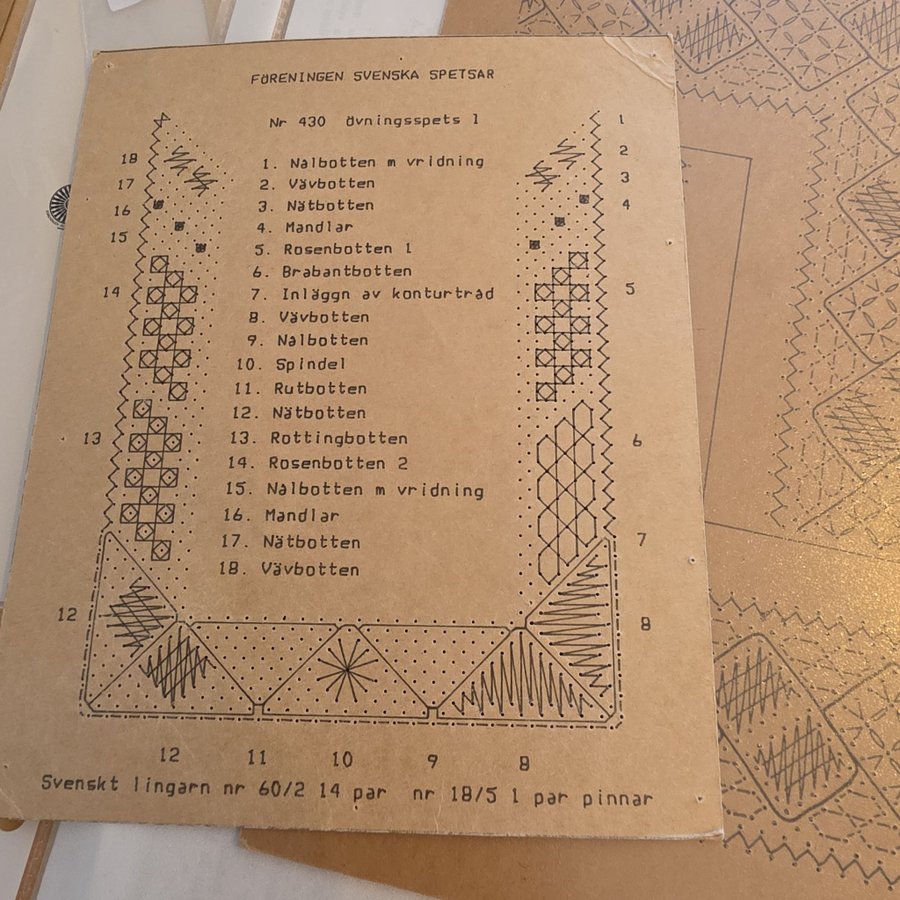 FÖRENINGEN SVENSKA SPETSAR
Nr 430 Övningsspets 1
1. Nålbotten m vridning
2. Vävbotten
3. Nätbotten
4. Mandlar
5. Rosenbotten 1
6. Brabantbotten
7. Inläggn av konturtråd
8. Vävbotten
9. Nålbotten
10. Spindel
11. Rutbotten
12. Nätbotten
13. Rottingbotten
14. Rosenbotten 2
15. Nålbotten m vridning
16. Mandlar
17. Nätbotten
18. Vävbotten
18
17
16
15
14
13
12
1
2
3
4
5
6
7
8
12 11 10 9 8
Svenskt lingarn nr 60/2 14 par nr 18/5 1 par pinnar